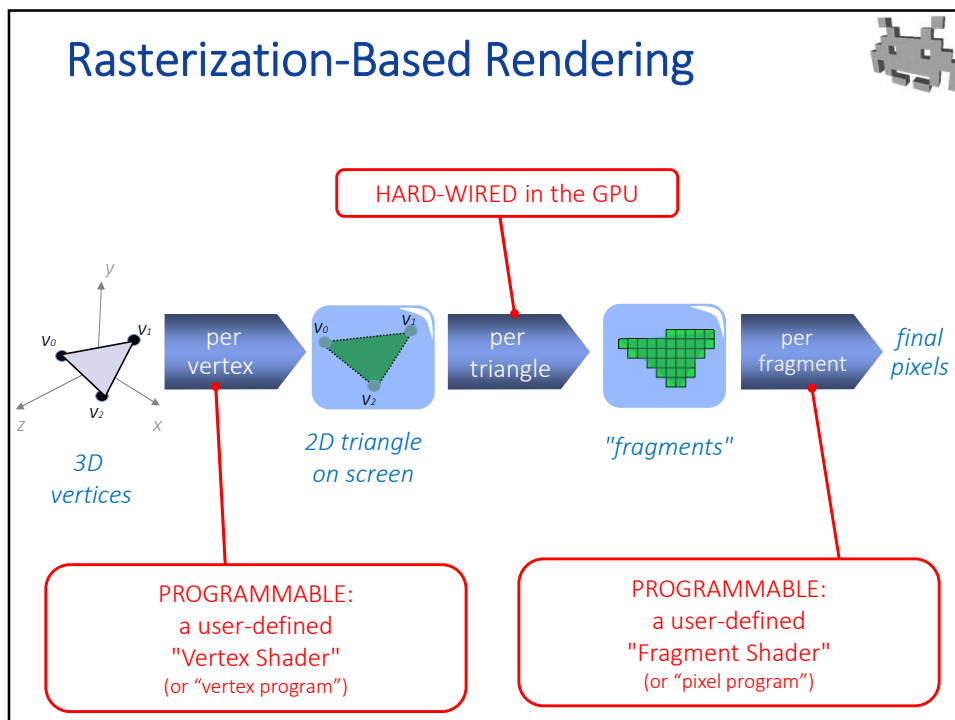 Rasterization-Based Rendering
HARD-WIRED in the GPU
y
v0
v1
v2
z
x
per
vertex
v0
v1
v2
per
triangle
per
fragment
final
pixels
3D
vertices
2D triangle
on screen
"fragments"
PROGRAMMABLE:
a user-defined
"Vertex Shader"
(or “vertex program”)
PROGRAMMABLE:
a user-defined
"Fragment Shader"
(or “pixel program”)